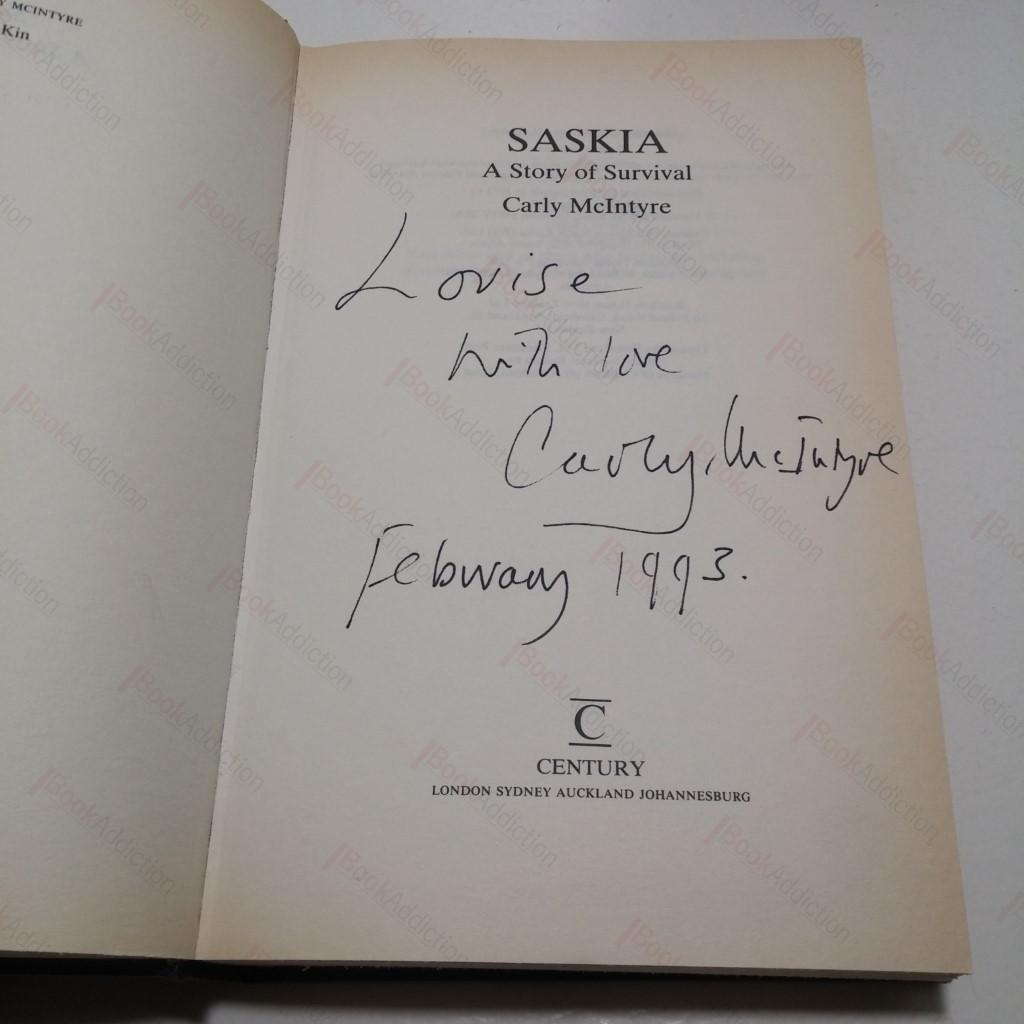 Y MCINTYRE
Kin
SASKIA
A Story of Survival
Carly McIntyre
Louise
with love
Carly McIntyre
February 1993.
C
CENTURY
LONDON SYDNEY AUCKLAND JOHANNESBURG
BookAddiction